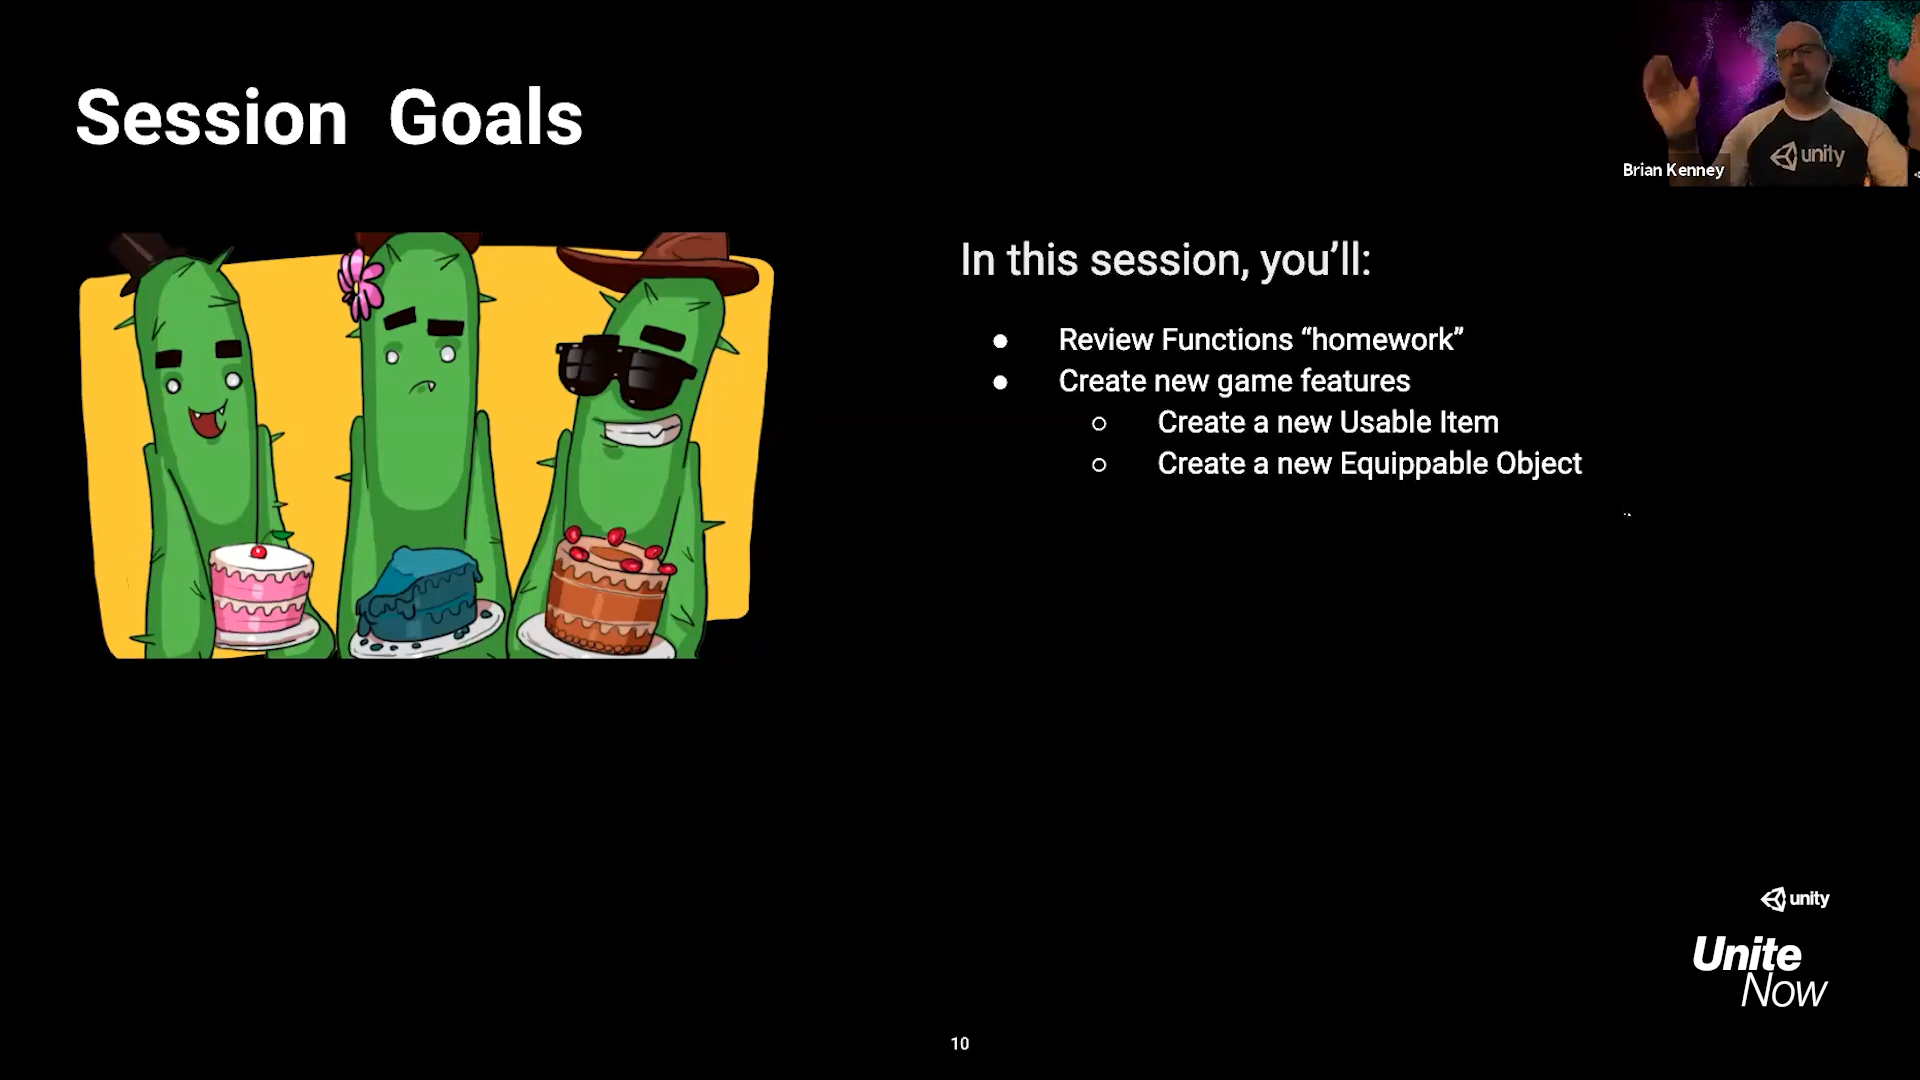 Session Goals
unity
Brian Kenney
In this session, you’ll:
● Review Functions “homework”
● Create new game features
○ Create a new Usable Item
○ Create a new Equippable Object
unity
Unite
Now
10